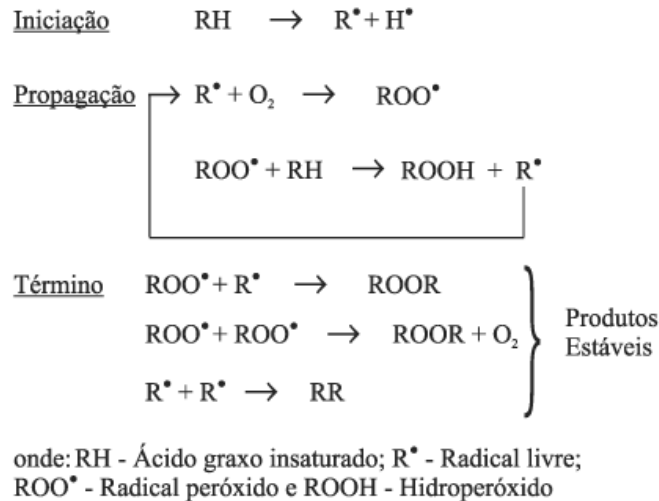 Iniciação RH → R• + H•
Propagação → R• + O₂ → ROO•
ROO• + RH → ROOH + R•
Término ROO• + R• → ROOR
ROO• + ROO• → ROOR + O₂
R• + R• → RR
Produtos
Estáveis
onde: RH - Ácido graxo insaturado; R• - Radical livre;
ROO• - Radical peróxido e ROOH - Hidroperóxido